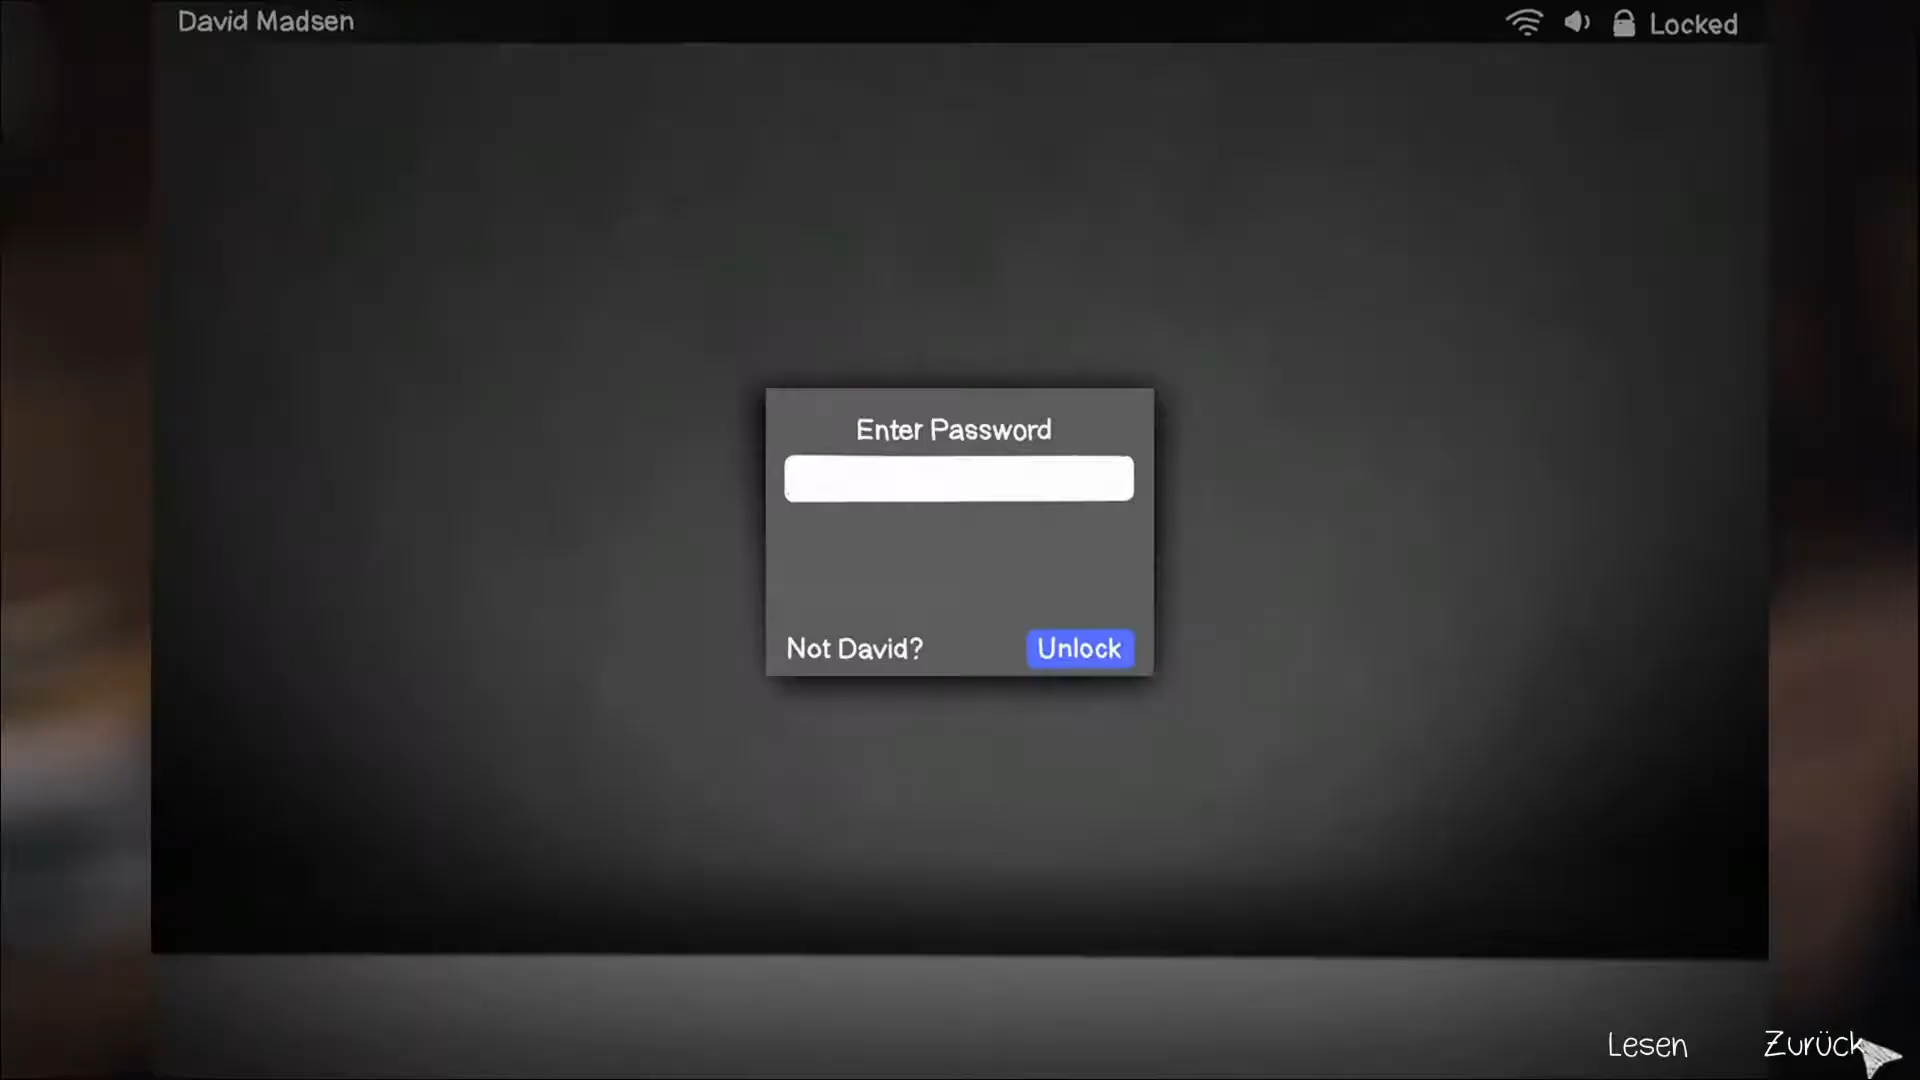 David Madsen
Locked
Enter Password
Not David?
Unlock
Lesen
Zurück